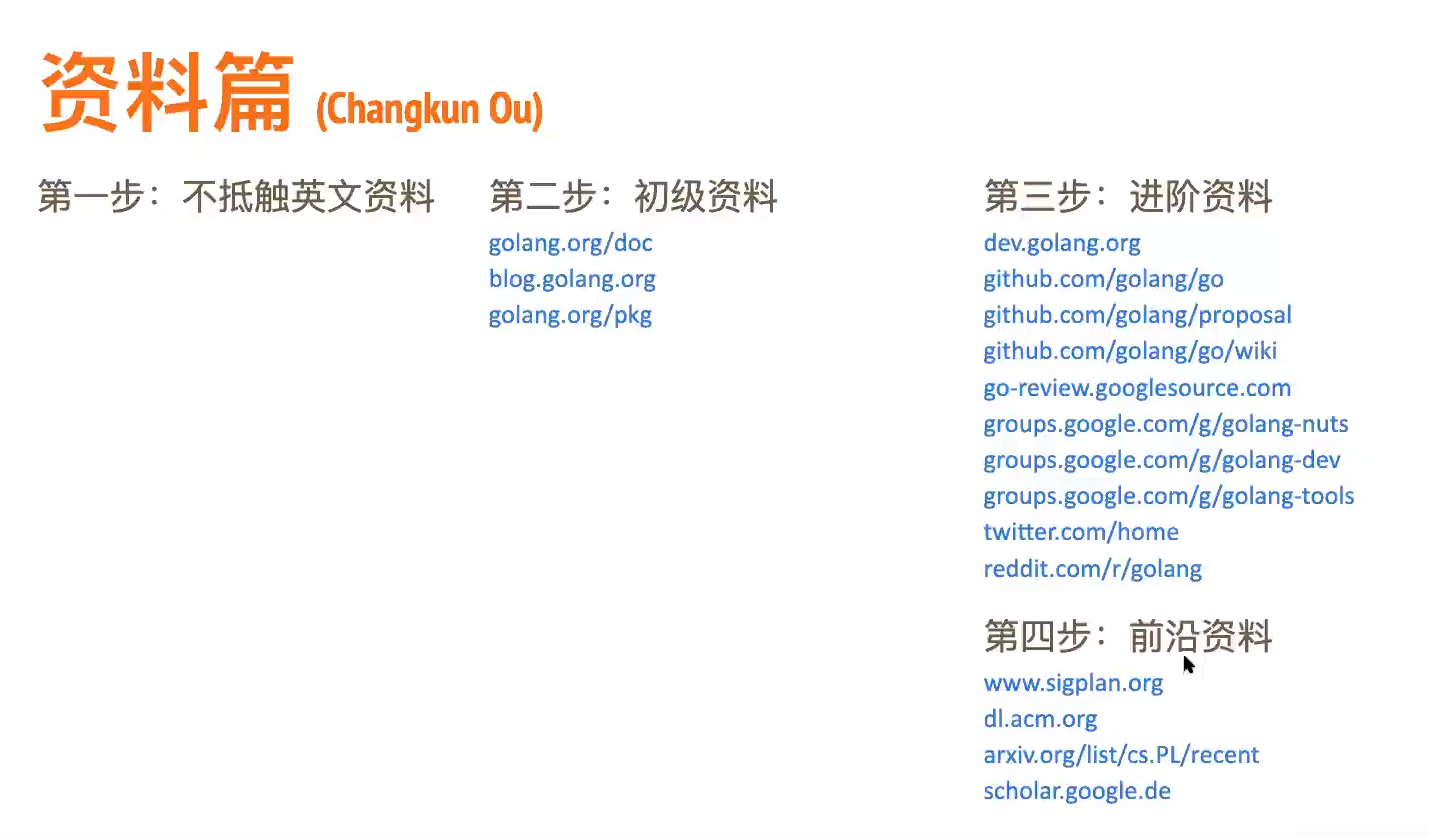 资料篇 (Changkun Ou)
第一步：不抵触英文资料
第二步：初级资料
golang.org/doc
blog.golang.org
golang.org/pkg
第三步：进阶资料
dev.golang.org
github.com/golang/go
github.com/golang/proposal
github.com/golang/go/wiki
go-review.googlesource.com
groups.google.com/g/golang-nuts
groups.google.com/g/golang-dev
groups.google.com/g/golang-tools
twitter.com/home
reddit.com/r/golang
第四步：前沿资料
www.sigplan.org
dl.acm.org
arxiv.org/list/cs.PL/recent
scholar.google.de